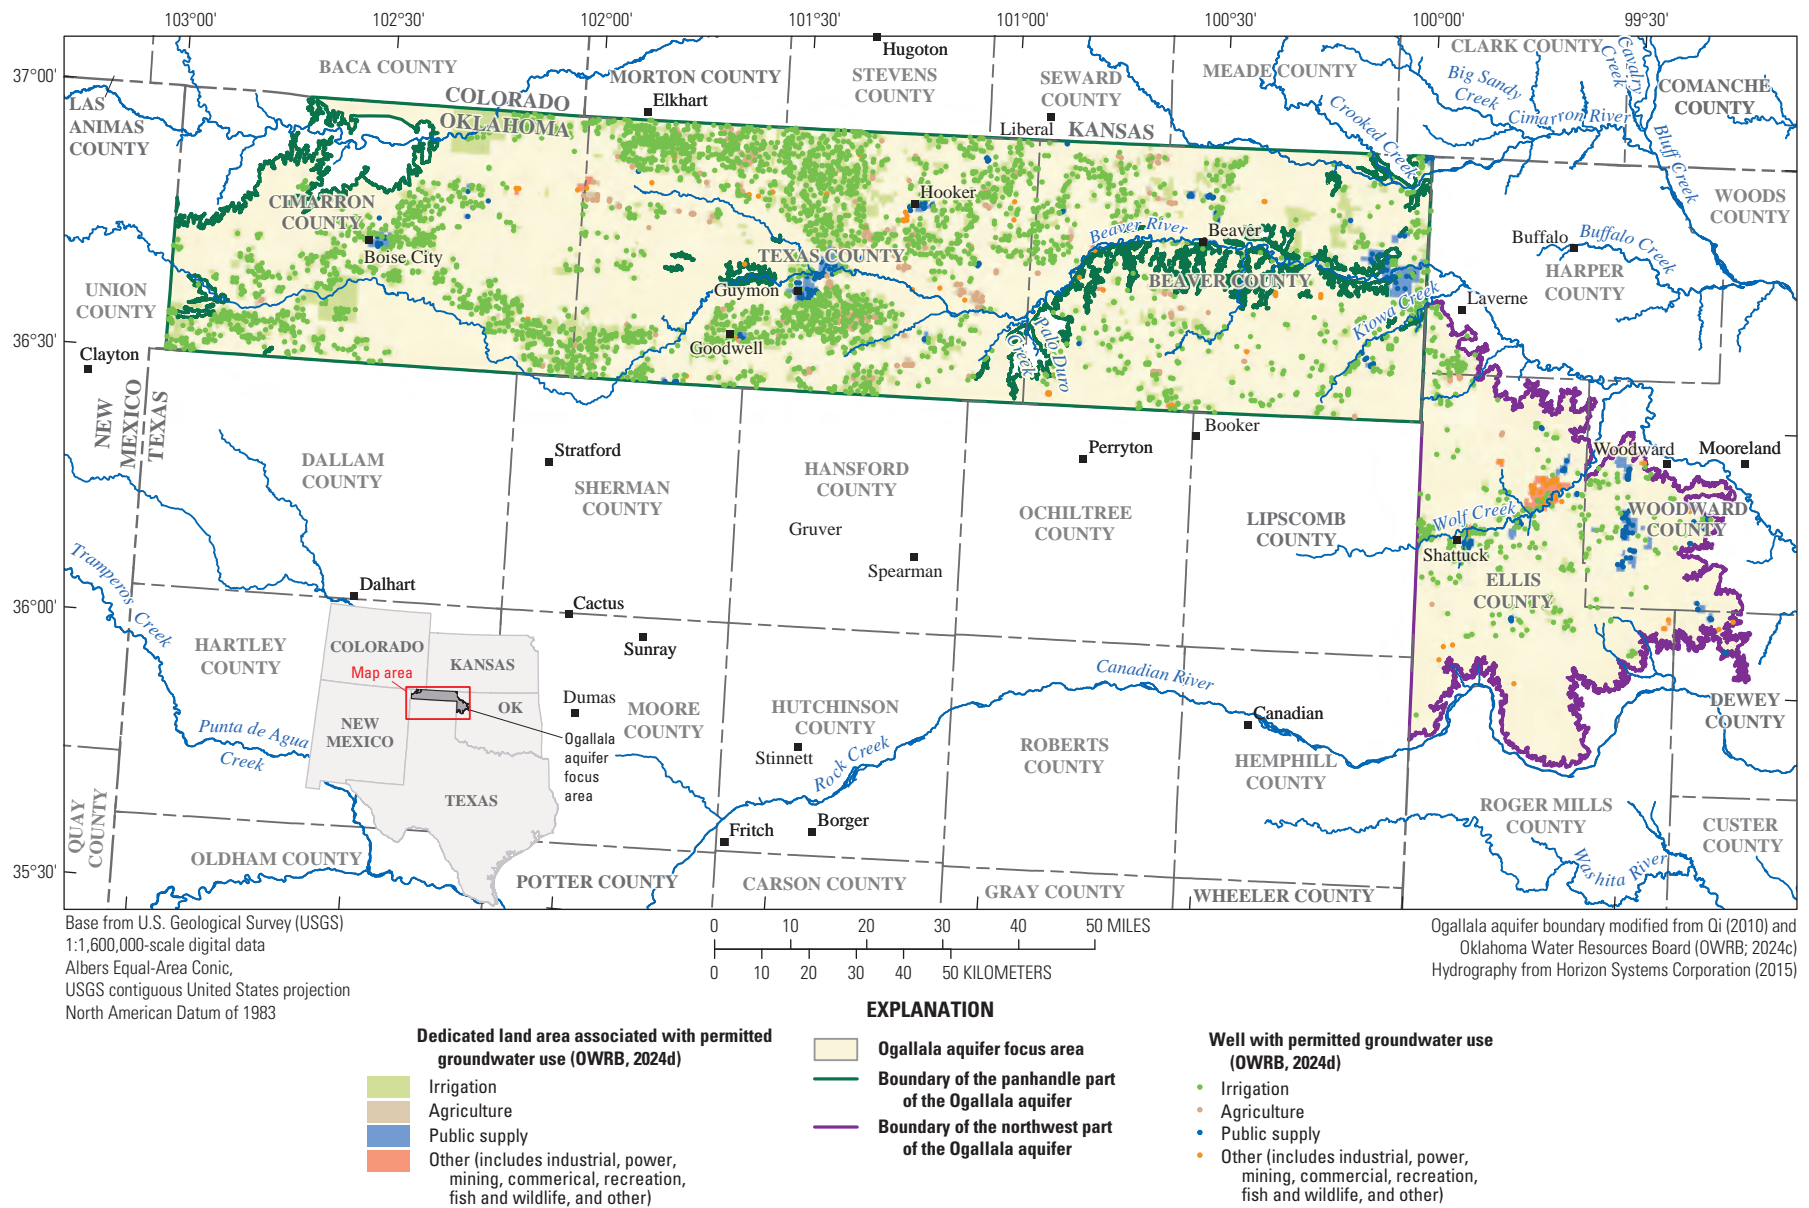 103°00'
102°30'
102°00'
101°30'
101°00'
100°30'
100°00'
99°30'
37°00'
36°30'
36°00'
35°30'
Hugoton
BACA COUNTY
MORTON COUNTY
STEVENS
COUNTY
SEWARD
COUNTY
MEADE COUNTY
CLARK COUNTY
Cavalry
Creek
Big Sandy
Creek
COMANCHE
COUNTY
LAS
ANIMAS
COUNTY
COLORADO
OKLAHOMA
Elkhart
Liberal
KANSAS
Crooked Creek
Cimarron River
Bluff Creek
WOODS
COUNTY
CIMARRON
COUNTY
Boise City
Hooker
TEXAS COUNTY
Guymon
Goodwell
Beaver River
Beaver
BEAVER COUNTY
Palo Duro
Creek
Kiowa Creek
Buffalo
Buffalo Creek
HARPER
COUNTY
Laverne
UNION
COUNTY
Clayton
NEW
MEXICO
TEXAS
DALLAM
COUNTY
Stratford
SHERMAN
COUNTY
HANSFORD
COUNTY
Gruver
Spearman
Perryton
OCHILTREE
COUNTY
Booker
LIPSCOMB
COUNTY
Wolf Creek
Shattuck
ELLIS
COUNTY
Woodward
Mooreland
WOODWARD
COUNTY
Tramperos Creek
Dalhart
Cactus
Sunray
HARTLEY
COUNTY
Dumas
MOORE
COUNTY
HUTCHINSON
COUNTY
Stinnett
Rock Creek
Canadian River
ROBERTS
COUNTY
Canadian
HEMPHILL
COUNTY
DEWEY
COUNTY
Punta de Agua
Creek
COLORADO
KANSAS
Map area
NEW
MEXICO
OK
TEXAS
Ogallala
aquifer
focus
area
Fritch
Borger
ROGER MILLS
COUNTY
CUSTER
COUNTY
Washita River
QUAY
COUNTY
OLDHAM COUNTY
POTTER COUNTY
CARSON COUNTY
GRAY COUNTY
WHEELER COUNTY
Base from U.S. Geological Survey (USGS)
1:1,600,000-scale digital data
Albers Equal-Area Conic,
USGS contiguous United States projection
North American Datum of 1983
0 10 20 30 40 50 MILES
0 10 20 30 40 50 KILOMETERS
Ogallala aquifer boundary modified from Qi (2010) and
Oklahoma Water Resources Board (OWRB; 2024c)
Hydrography from Horizon Systems Corporation (2015)
EXPLANATION
Dedicated land area associated with permitted
groundwater use (OWRB, 2024d)
Irrigation
Agriculture
Public supply
Other (includes industrial, power,
mining, commerical, recreation,
fish and wildlife, and other)
Ogallala aquifer focus area
Boundary of the panhandle part
of the Ogallala aquifer
Boundary of the northwest part
of the Ogallala aquifer
Well with permitted groundwater use
(OWRB, 2024d)
Irrigation
Agriculture
Public supply
Other (includes industrial, power,
mining, commercial, recreation,
fish and wildlife, and other)